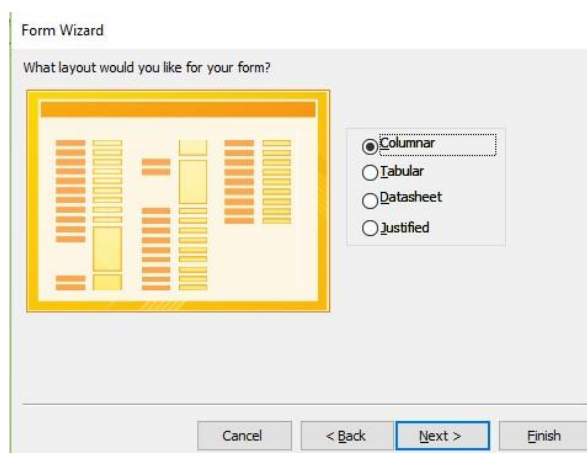 Form Wizard
What layout would you like for your form?
Columnar
Tabular
Datasheet
Justified
Cancel
< Back
Next >
Finish